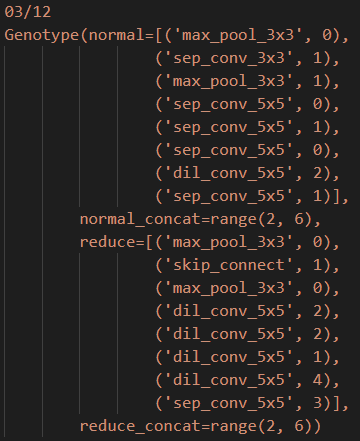 03/12
Genotype(normal=[('max_pool_3x3', 0),
('sep_conv_3x3', 1),
('max_pool_3x3', 1),
('sep_conv_5x5', 0),
('sep_conv_5x5', 1),
('sep_conv_5x5', 0),
('dil_conv_5x5', 2),
('sep_conv_5x5', 1)],
normal_concat=range(2, 6),
reduce=[('max_pool_3x3', 0),
('skip_connect', 1),
('max_pool_3x3', 0),
('dil_conv_5x5', 2),
('dil_conv_5x5', 2),
('dil_conv_5x5', 1),
('dil_conv_5x5', 4),
('sep_conv_5x5', 3)],
reduce_concat=range(2, 6))